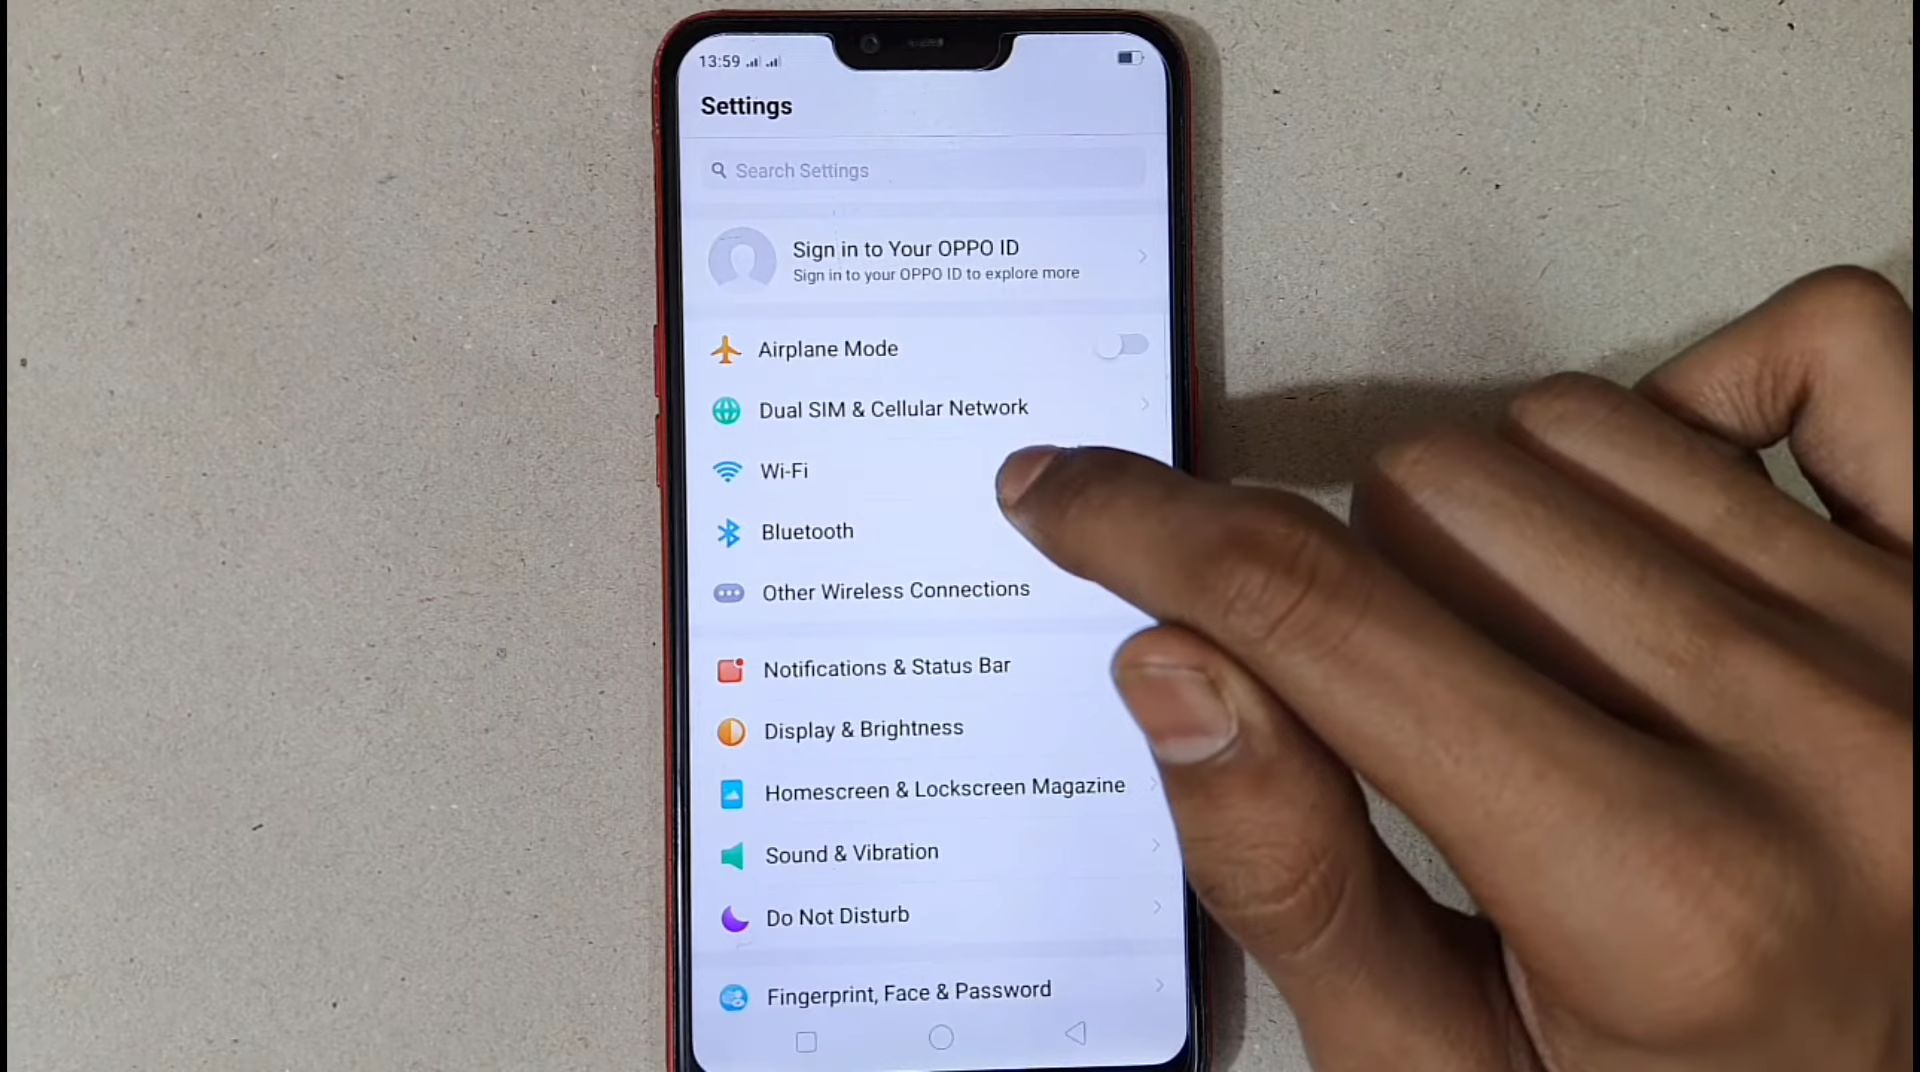 13:59
Settings
Search Settings
Sign in to Your OPPO ID
Sign in to your OPPO ID to explore more
Airplane Mode
Dual SIM & Cellular Network
Wi-Fi
Bluetooth
Other Wireless Connections
Notifications & Status Bar
Display & Brightness
Homescreen & Lockscreen Magazine
Sound & Vibration
Do Not Disturb
Fingerprint, Face & Password